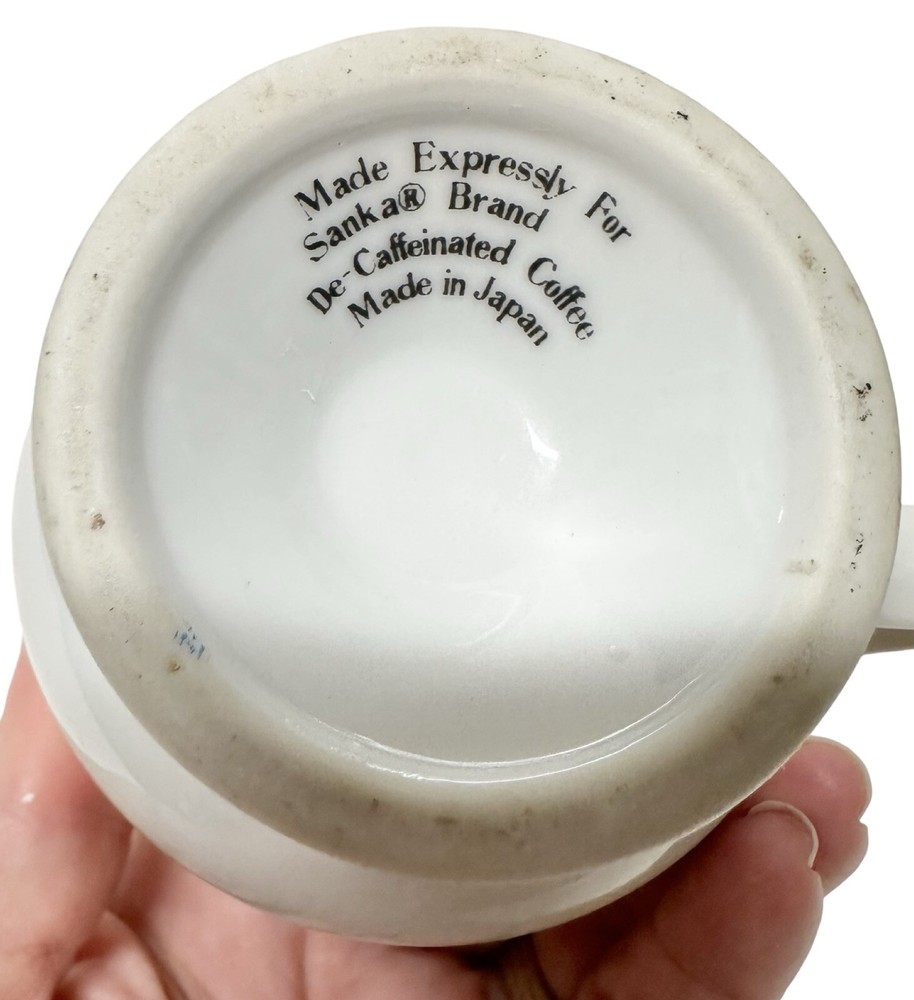 Made Expressly For
Sanka® Brand
De-Caffeinated Coffee
Made in Japan